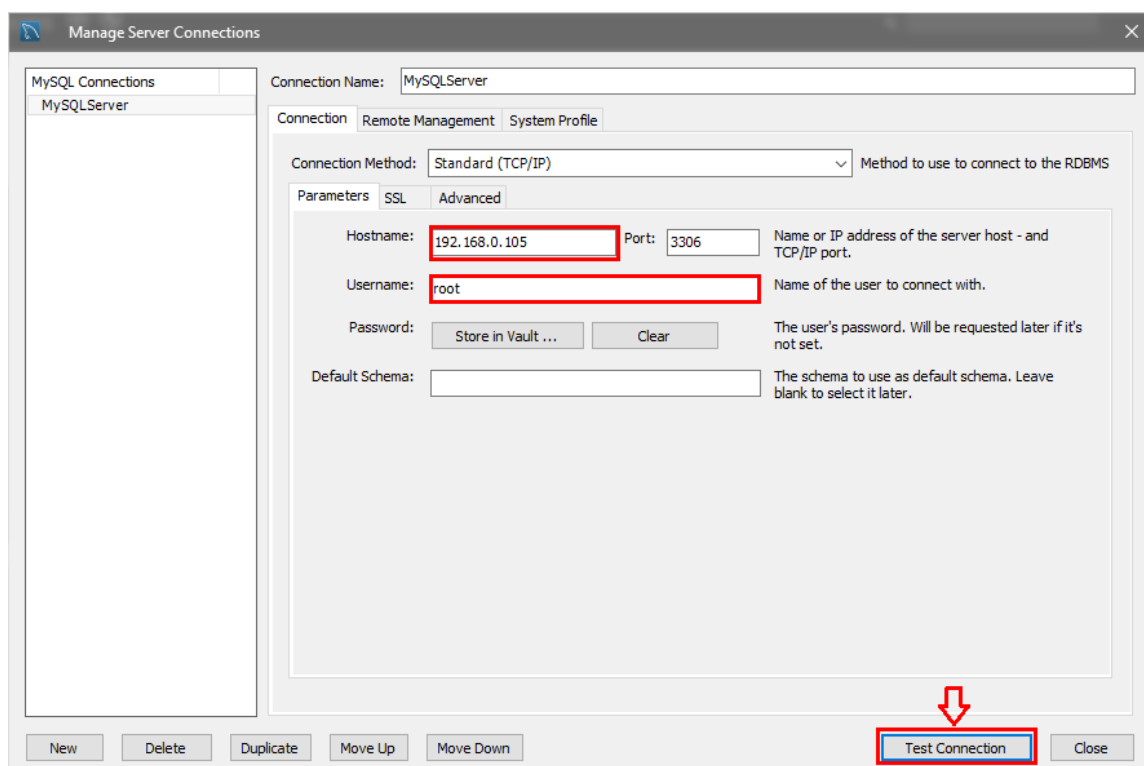 Manage Server Connections
MySQL Connections
MySQLServer
Connection Name: MySQLServer
Connection Remote Management System Profile
Connection Method: Standard (TCP/IP) Method to use to connect to the RDBMS
Parameters SSL Advanced
Hostname: 192.168.0.105 Port: 3306 Name or IP address of the server host - and
TCP/IP port.
Username: root Name of the user to connect with.
Password: Store in Vault ... Clear The user's password. Will be requested later if it's
not set.
Default Schema: The schema to use as default schema. Leave
blank to select it later.
New Delete Duplicate Move Up Move Down Test Connection Close